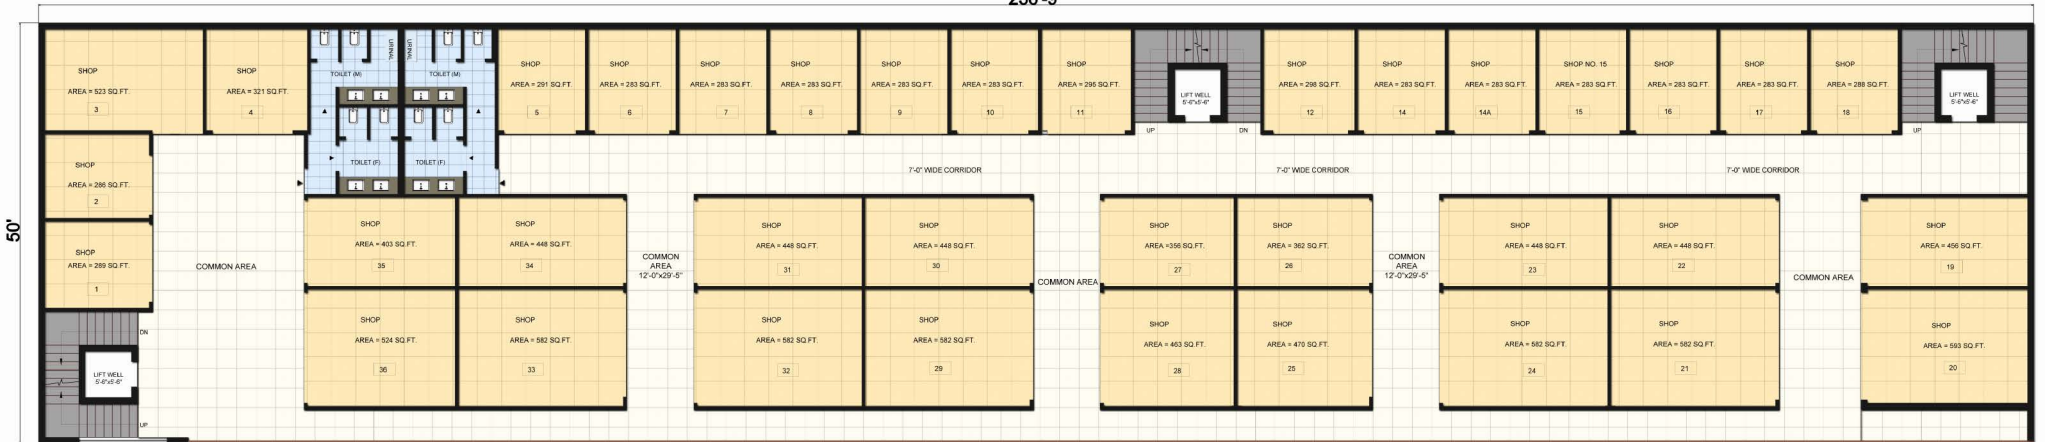 50'
SHOP
AREA = 523 SQ.FT.
3
SHOP
AREA = 321 SQ.FT.
4
URINAL
URINAL
TOILET (M)
TOILET (M)
TOILET (F)
TOILET (F)
SHOP
AREA = 291 SQ.FT.
5
SHOP
AREA = 283 SQ.FT.
6
SHOP
AREA = 283 SQ.FT.
7
SHOP
AREA = 283 SQ.FT.
8
SHOP
AREA = 283 SQ.FT.
9
SHOP
AREA = 283 SQ.FT.
10
SHOP
AREA = 295 SQ.FT.
11
LIFT WELL
5'-6"x5'-6"
UP
DN
SHOP
AREA = 298 SQ.FT.
12
SHOP
AREA = 283 SQ.FT.
14
SHOP
AREA = 283 SQ.FT.
14A
SHOP NO. 15
AREA = 283 SQ.FT.
15
SHOP
AREA = 283 SQ.FT.
16
SHOP
AREA = 283 SQ.FT.
17
SHOP
AREA = 288 SQ.FT.
18
LIFT WELL
5'-6"x5'-6"
UP
SHOP
AREA = 286 SQ.FT.
2
7'-0" WIDE CORRIDOR
7'-0" WIDE CORRIDOR
7'-0" WIDE CORRIDOR
SHOP
AREA = 289 SQ.FT.
1
COMMON AREA
SHOP
AREA = 403 SQ.FT.
35
SHOP
AREA = 448 SQ.FT.
34
COMMON
AREA
12'-0"x29'-5"
SHOP
AREA = 448 SQ.FT.
31
SHOP
AREA = 448 SQ.FT.
30
COMMON AREA
SHOP
AREA =356 SQ.FT.
27
SHOP
AREA = 362 SQ.FT.
26
COMMON
AREA
12'-0"x29'-5"
SHOP
AREA = 448 SQ.FT.
23
SHOP
AREA = 448 SQ.FT.
22
COMMON AREA
SHOP
AREA = 456 SQ.FT.
19
DN
LIFT WELL
5'-6"x5'-6"
UP
SHOP
AREA = 524 SQ.FT.
36
SHOP
AREA = 582 SQ.FT.
33
SHOP
AREA = 582 SQ.FT.
32
SHOP
AREA = 582 SQ.FT.
29
SHOP
AREA = 463 SQ.FT.
28
SHOP
AREA = 470 SQ.FT.
25
SHOP
AREA = 582 SQ.FT.
24
SHOP
AREA = 582 SQ.FT.
21
SHOP
AREA = 593 SQ.FT.
20